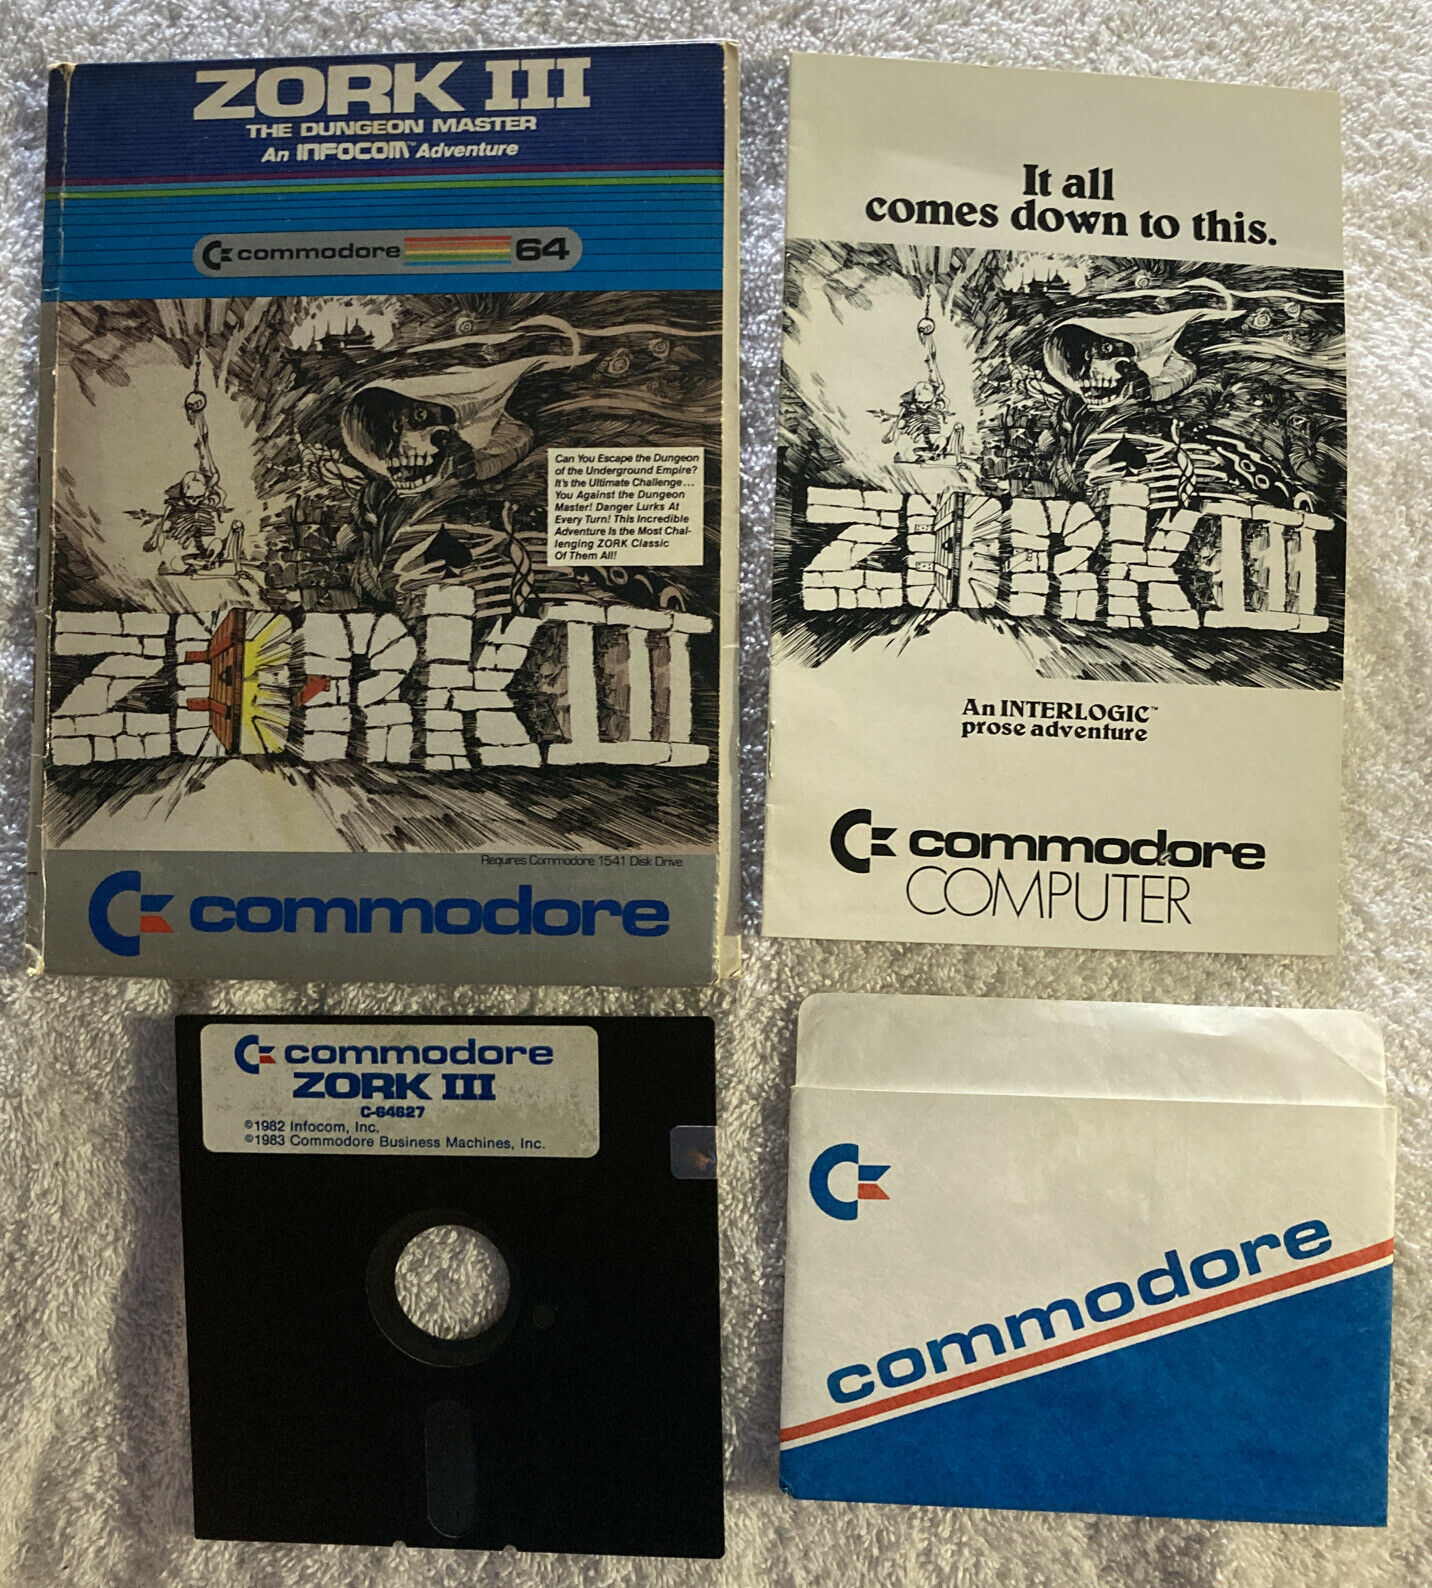 ZORK III
THE DUNGEON MASTER
An INFOCOM™ Adventure
commodore 64
Can You Escape the Dungeon
of the Underground Empire?
It's the Ultimate Challenge...
You Against the Dungeon
Master! Danger Lurks At
Every Turn! This Incredible
Adventure Is the Most Chal-
lenging ZORK Classic
Of Them All!
ZORK III
Requires Commodore 1541 Disk Drive
commodore
It all
comes down to this.
ZORK III
An INTERLOGIC™
prose adventure
commodore
COMPUTER
commodore
ZORK III
C-64627
©1982 Infocom, Inc.
©1983 Commodore Business Machines, Inc.
commodore